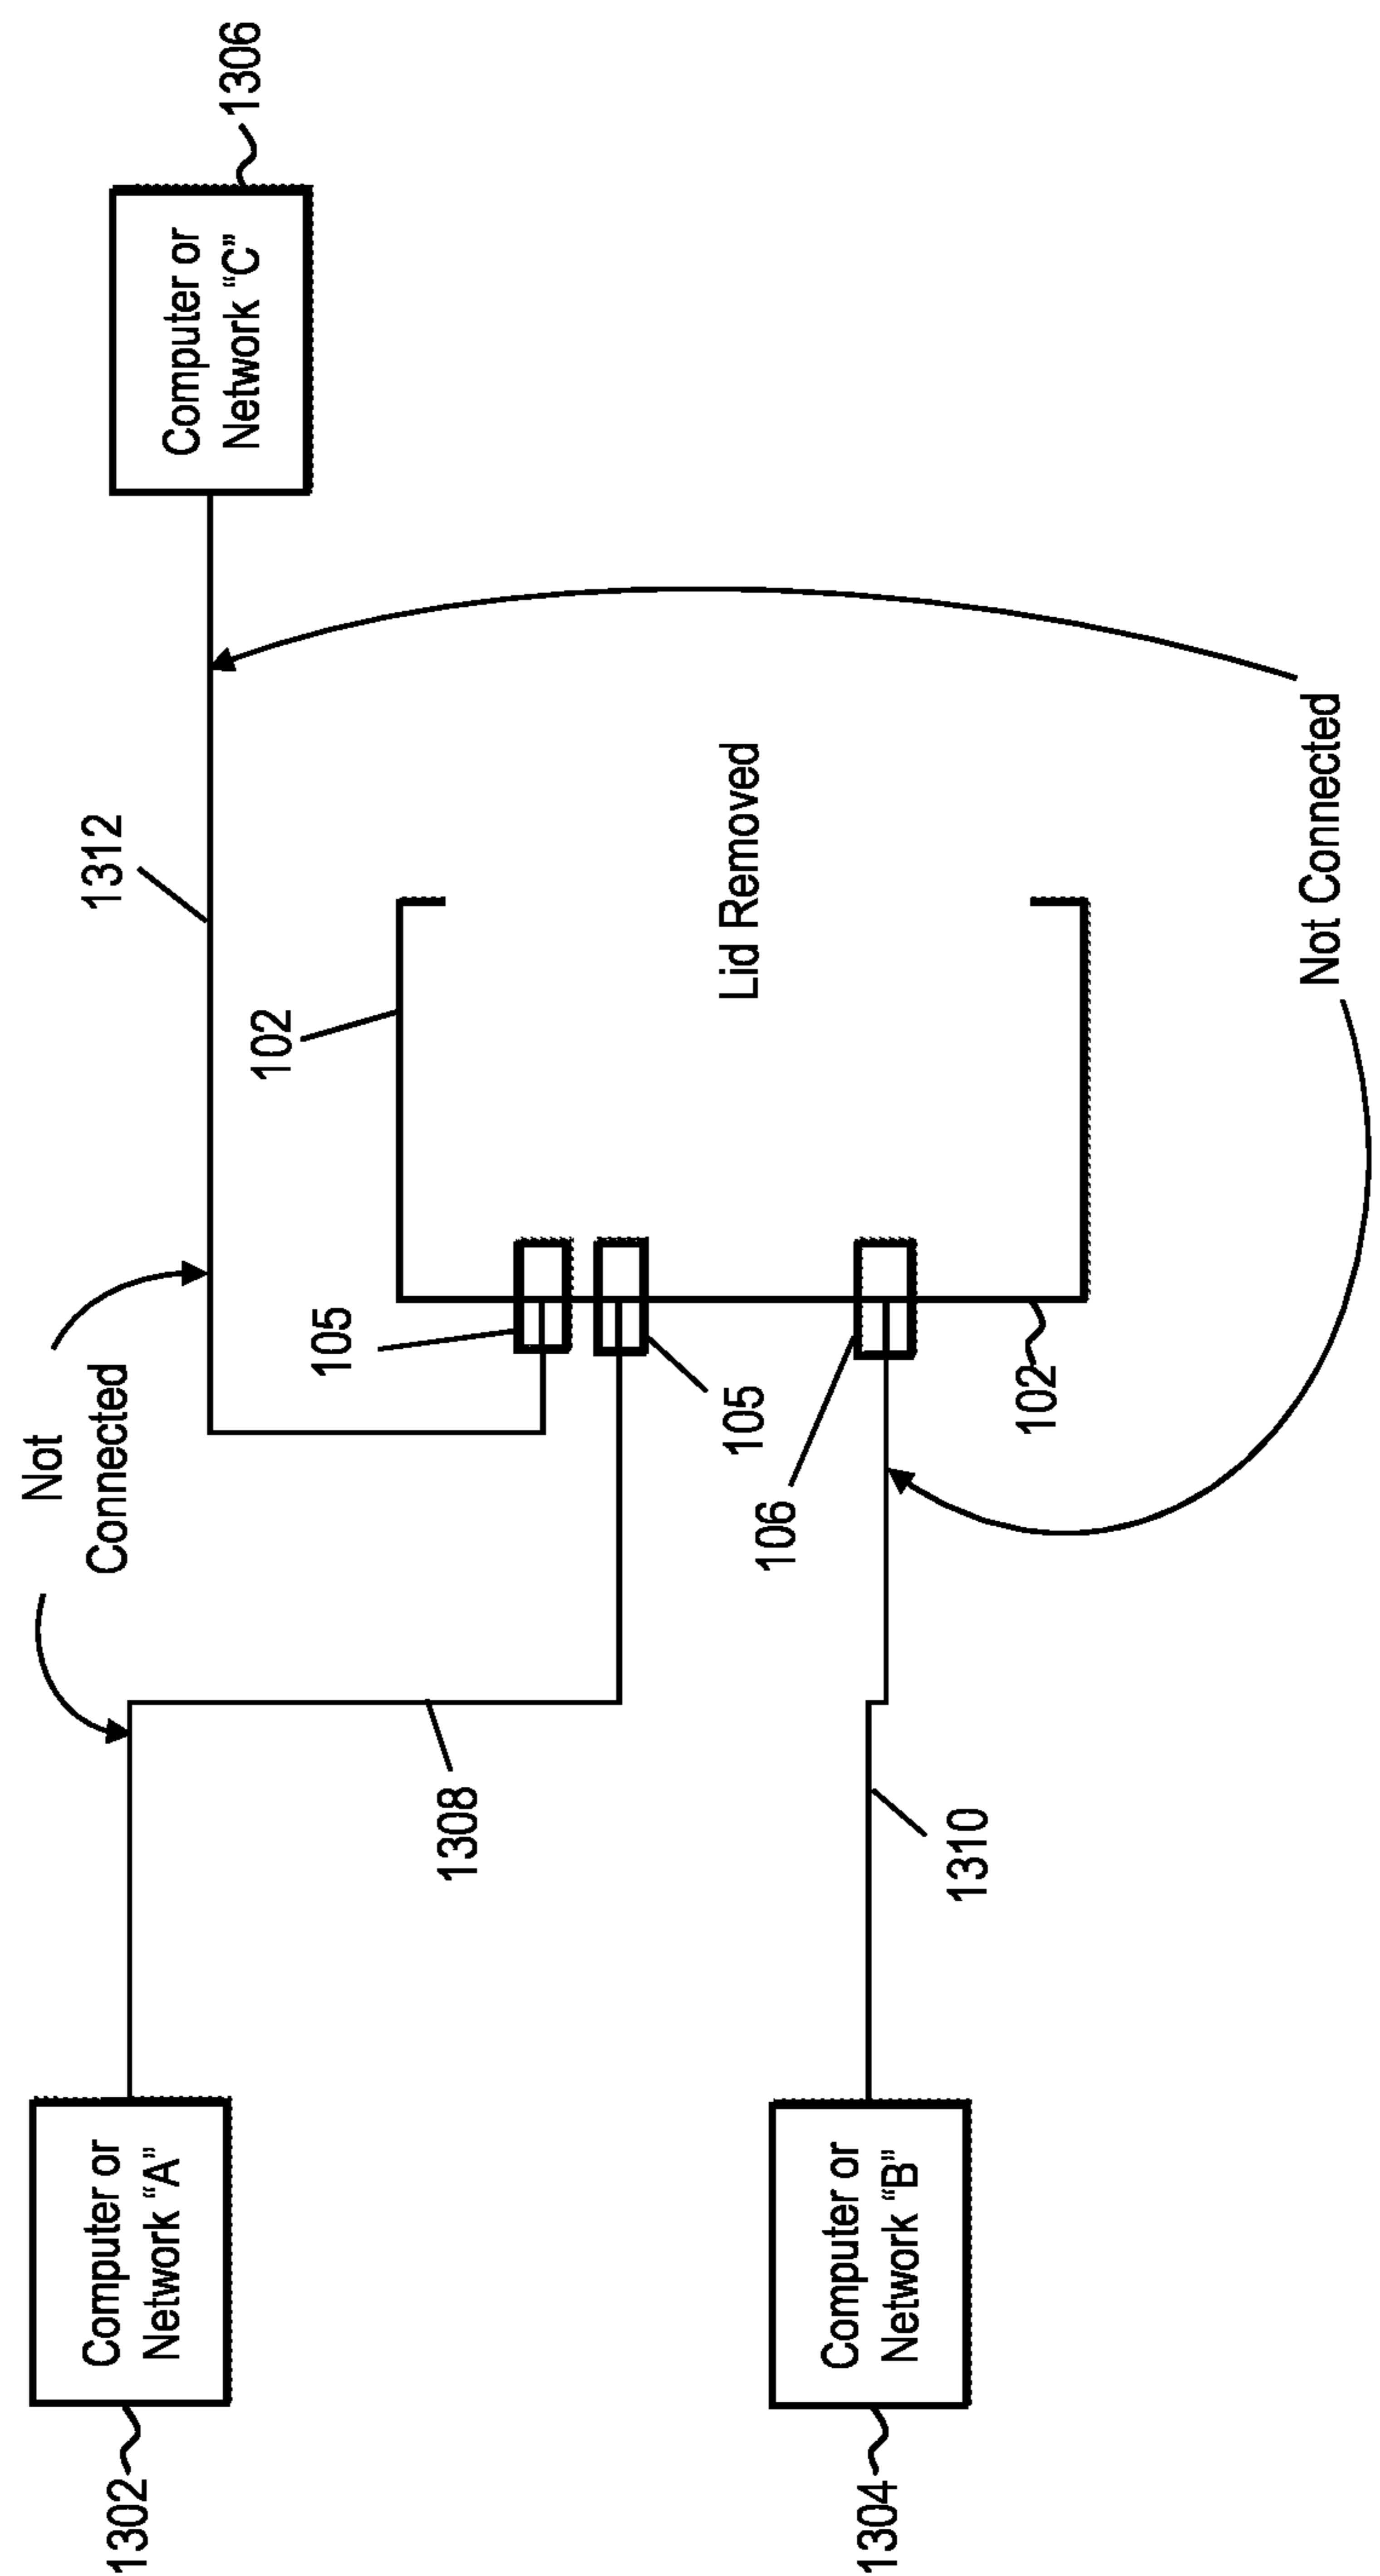 1302
Computer or
Network "A"
1308
Not
Connected
1312
Computer or
Network "C"
1306
102
105
105
Lid Removed
106
102
1304
Computer or
Network "B"
1310
Not Connected